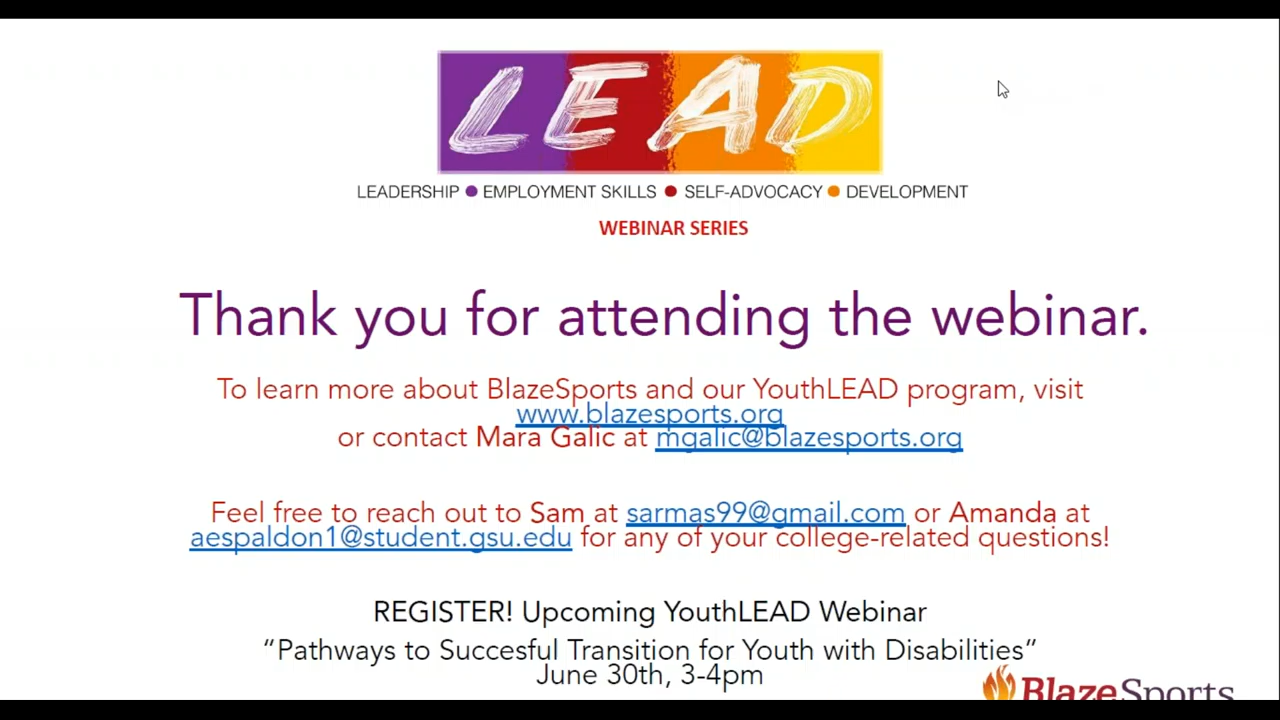 LEAD
LEADERSHIP ● EMPLOYMENT SKILLS ● SELF-ADVOCACY ● DEVELOPMENT
WEBINAR SERIES
Thank you for attending the webinar.
To learn more about BlazeSports and our YouthLEAD program, visit
www.blazesports.org
or contact Mara Galic at mgalic@blazesports.org
Feel free to reach out to Sam at sarmas99@gmail.com or Amanda at
aespaldon1@student.gsu.edu for any of your college-related questions!
REGISTER! Upcoming YouthLEAD Webinar
“Pathways to Succesful Transition for Youth with Disabilities”
June 30th, 3-4pm
BlazeSports